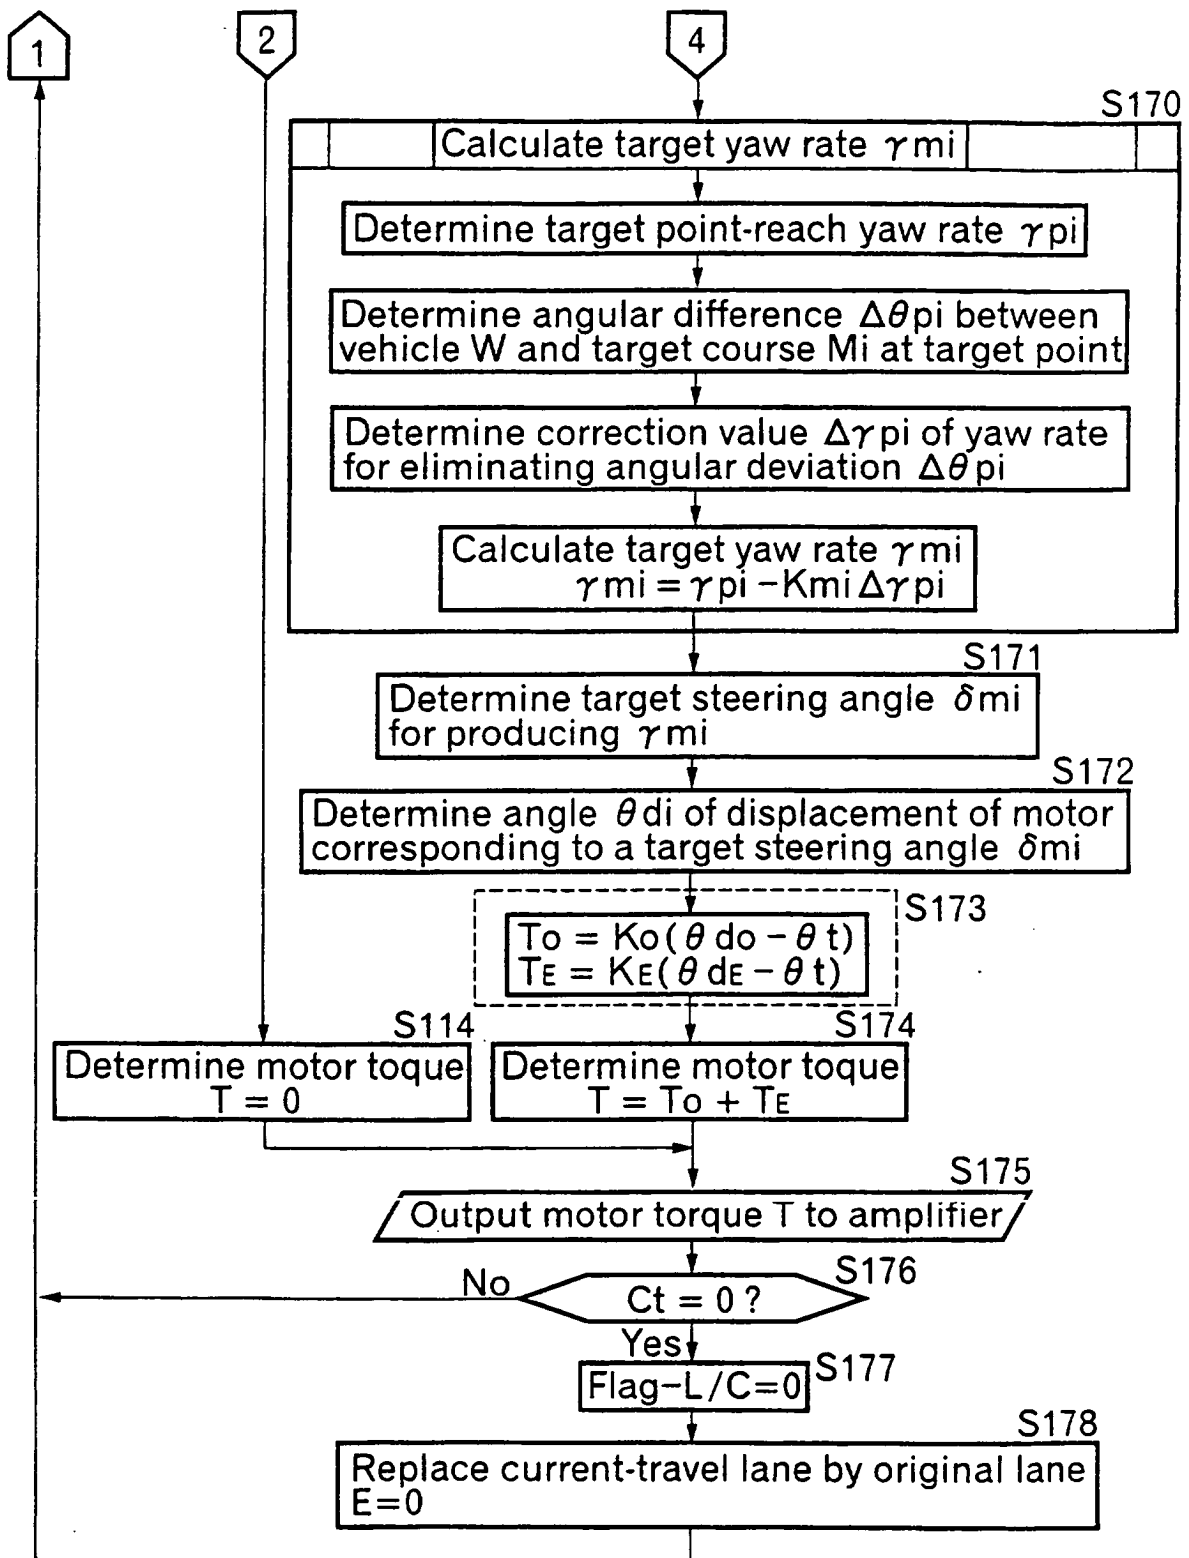 1
2
4
S170
Calculate target yaw rate γmi
Determine target point-reach yaw rate γpi
Determine angular difference Δθpi between
vehicle W and target course Mi at target point
Determine correction value Δγpi of yaw rate
for eliminating angular deviation Δθpi
Calculate target yaw rate γmi
γmi = γpi − Kmi Δγpi
S171
Determine target steering angle δmi
for producing γmi
S172
Determine angle θdi of displacement of motor
corresponding to a target steering angle δmi
S173
To = Ko(θdo − θt)
TE = KE(θdE − θt)
S114
Determine motor toque
T = 0
S174
Determine motor toque
T = To + TE
S175
Output motor torque T to amplifier
S176
Ct = 0 ?
No
Yes
S177
Flag−L/C=0
S178
Replace current-travel lane by original lane
E=0